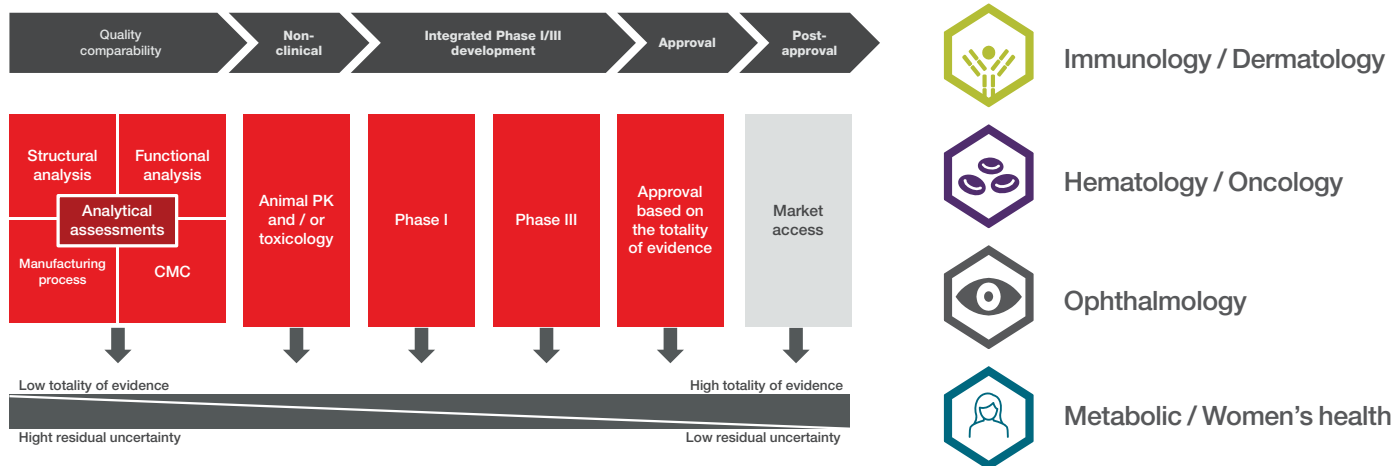 Quality
comparability
Non-
clinical
Integrated Phase I/III
development
Approval
Post-
approval
Structural
analysis
Functional
analysis
Analytical
assessments
Manufacturing
process
CMC
Animal PK
and / or
toxicology
Phase I
Phase III
Approval
based on
the totality
of evidence
Market
access
Low totality of evidence
High totality of evidence
Hight residual uncertainty
Low residual uncertainty
Immunology / Dermatology
Hematology / Oncology
Ophthalmology
Metabolic / Women's health